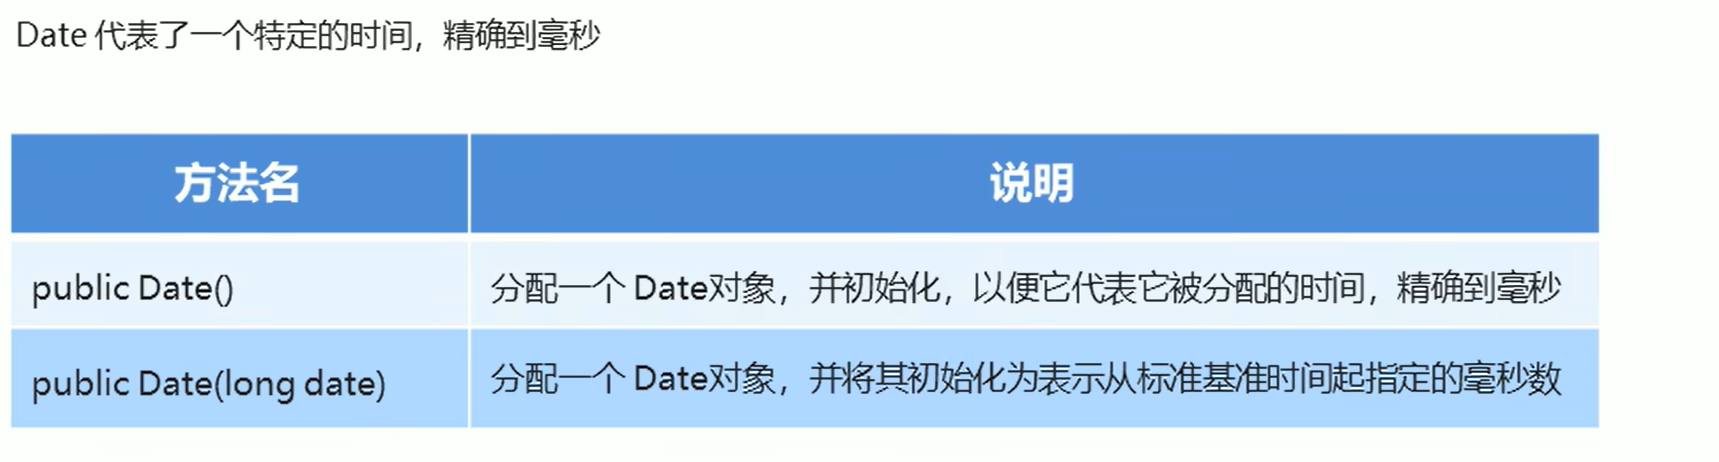 Date 代表了一个特定的时间，精确到毫秒
方法名 说明
public Date() 分配一个 Date对象，并初始化，以便它代表它被分配的时间，精确到毫秒
public Date(long date) 分配一个 Date对象，并将其初始化为表示从标准基准时间起指定的毫秒数